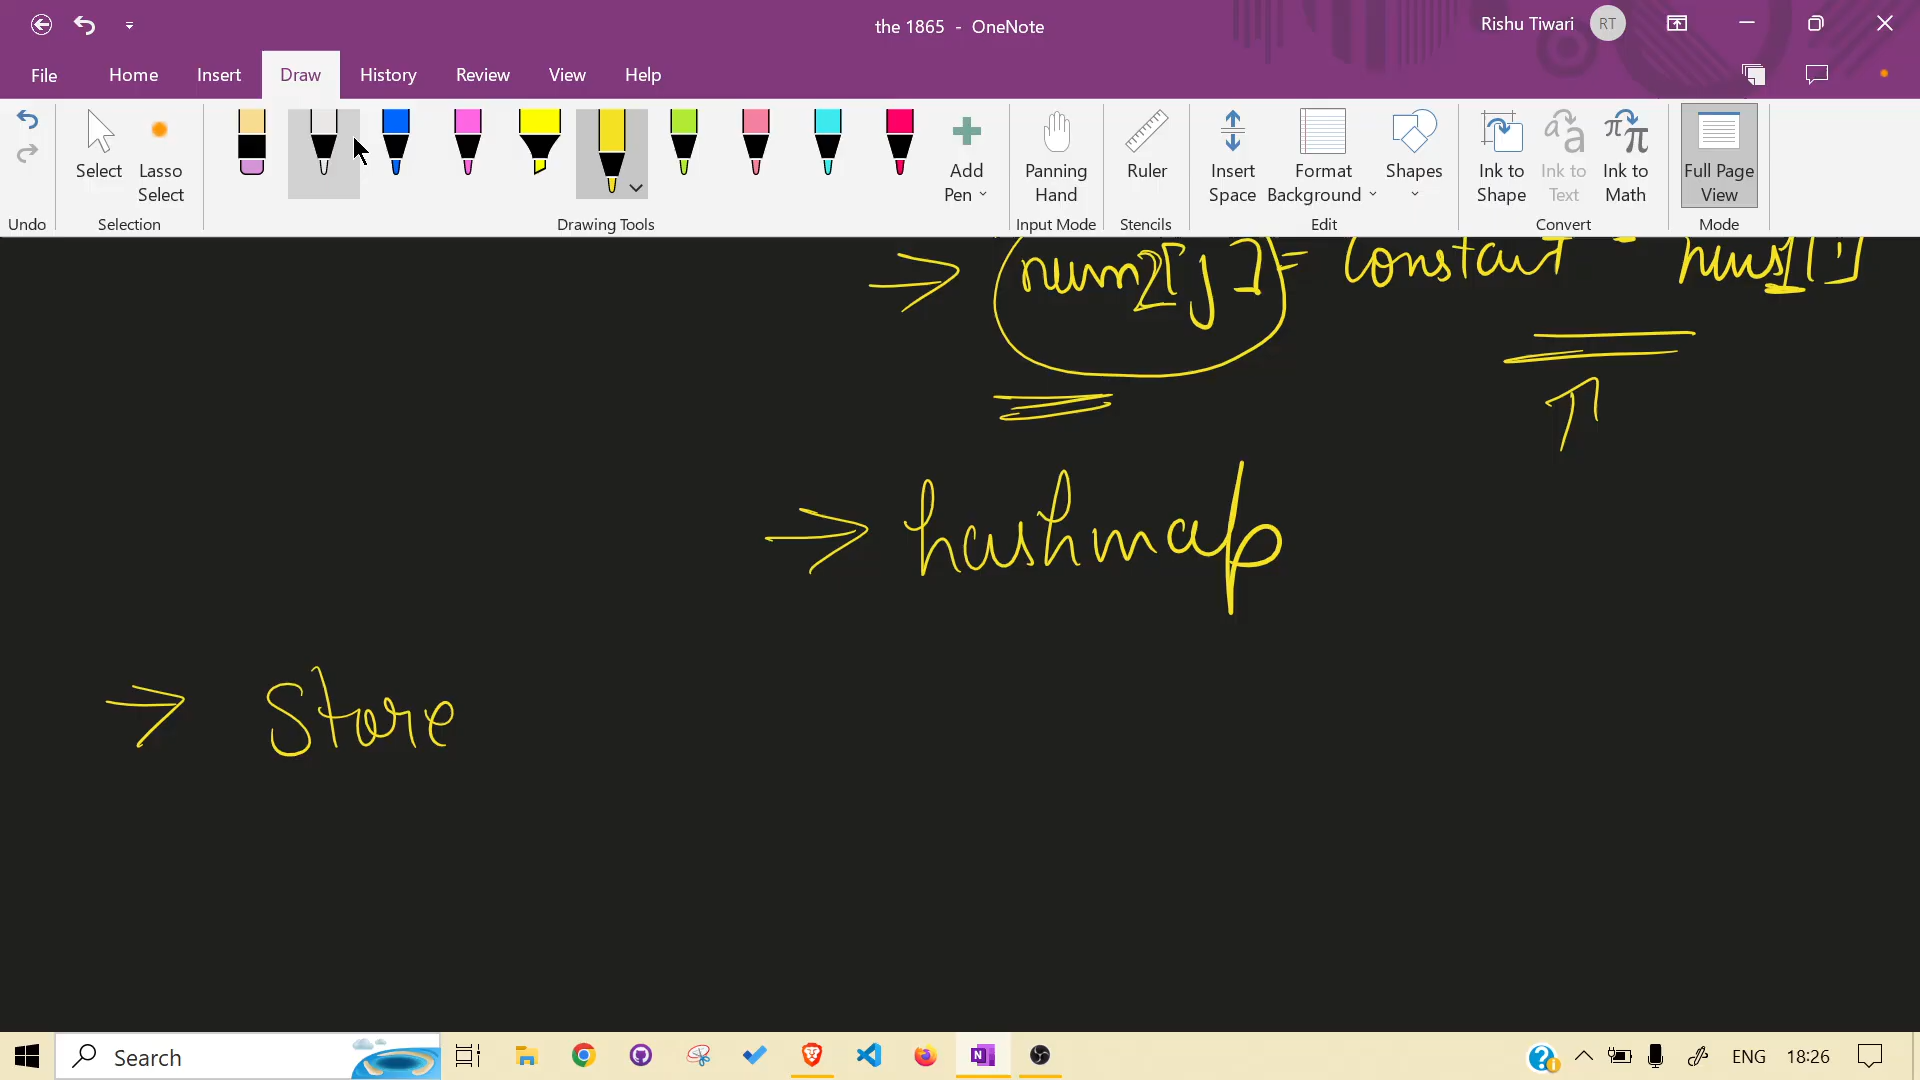 the 1865 - OneNote
Rishu Tiwari
RT
File
Home
Insert
Draw
History
Review
View
Help
Select
Lasso
Select
Add
Pen
Panning
Hand
Ruler
Insert
Space
Format
Background
Shapes
Ink to
Shape
Ink to
Text
Ink to
Math
Full Page
View
Undo
Selection
Drawing Tools
Input Mode
Stencils
Edit
Convert
Mode
→ num2[j] = constant - nums1[i]
→ hashmap
→ Store
Search
ENG
18:26